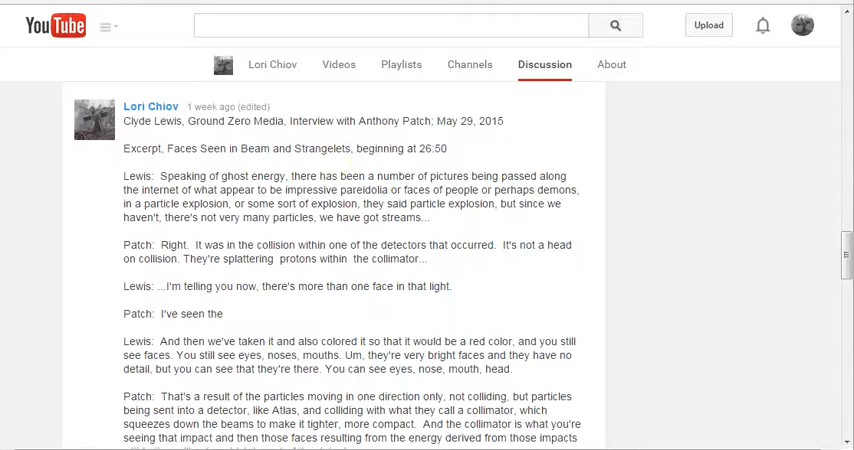 YouTube
Upload
Lori Chiov Videos Playlists Channels Discussion About
Lori Chiov 1 week ago (edited)
Clyde Lewis, Ground Zero Media, Interview with Anthony Patch; May 29, 2015
Excerpt, Faces Seen in Beam and Strangelets, beginning at 26:50
Lewis: Speaking of ghost energy, there has been a number of pictures being passed along
the internet of what appear to be impressive pareidolia or faces of people or perhaps demons,
in a particle explosion, or some sort of explosion, they said particle explosion, but since we
haven't, there's not very many particles, we have got streams...
Patch: Right. It was in the collision within one of the detectors that occurred. It's not a head
on collision. They're splattering protons within the collimator...
Lewis: ...I'm telling you now, there's more than one face in that light.
Patch: I've seen the
Lewis: And then we've taken it and also colored it so that it would be a red color, and you still
see faces. You still see eyes, noses, mouths. Um, they're very bright faces and they have no
detail, but you can see that they're there. You can see eyes, nose, mouth, head.
Patch: That's a result of the particles moving in one direction only, not colliding, but particles
being sent into a detector, like Atlas, and colliding with what they call a collimator, which
squeezes down the beams to make it tighter, more compact. And the collimator is what you're
seeing that impact and then those faces resulting from the energy derived from those impacts